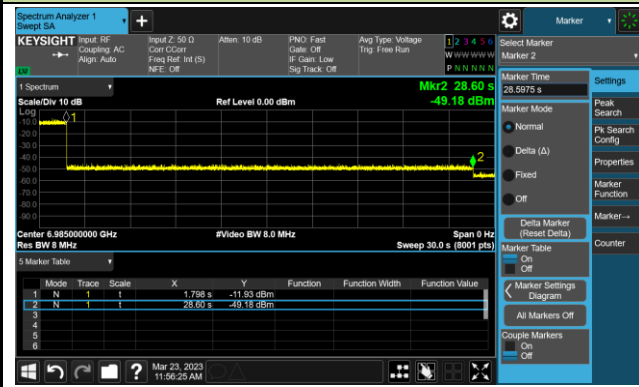 Spectrum Analyzer 1
Swept SA
+
Marker
KEYSIGHT
Input: RF
Coupling: AC
Align: Auto
Input Z: 50 Ω
Corr CCorr
Freq Ref: Int (S)
NFE: Off
Atten: 10 dB
PNO: Fast
Gate: Off
IF Gain: Low
Sig Track: Off
Avg Type: Voltage
Trig: Free Run
1 2 3 4 5 6
W W W W W W
P N N N N N
LXI
1 Spectrum
Mkr2 28.60 s
Scale/Div 10 dB
Ref Level 0.00 dBm
-49.18 dBm
Log
-10.0
-20.0
-30.0
-40.0
-50.0
-60.0
-70.0
-80.0
-90.0
1
2
Center 6.985000000 GHz
#Video BW 8.0 MHz
Span 0 Hz
Res BW 8 MHz
Sweep 30.0 s (8001 pts)
5 Marker Table
Mode Trace Scale X Y Function Function Width Function Value
1 N 1 t 1.798 s -11.93 dBm
2 N 1 t 28.60 s -49.18 dBm
3
4
5
6
Select Marker
Marker 2
Marker Time
28.5975 s
Marker Mode
Normal
Delta (Δ)
Fixed
Off
Delta Marker
(Reset Delta)
Marker Table
On
Off
Marker Settings
Diagram
All Markers Off
Couple Markers
On
Off
Settings
Peak
Search
Pk Search
Config
Properties
Marker
Function
Marker→
Counter
?
Mar 23, 2023
11:56:25 AM